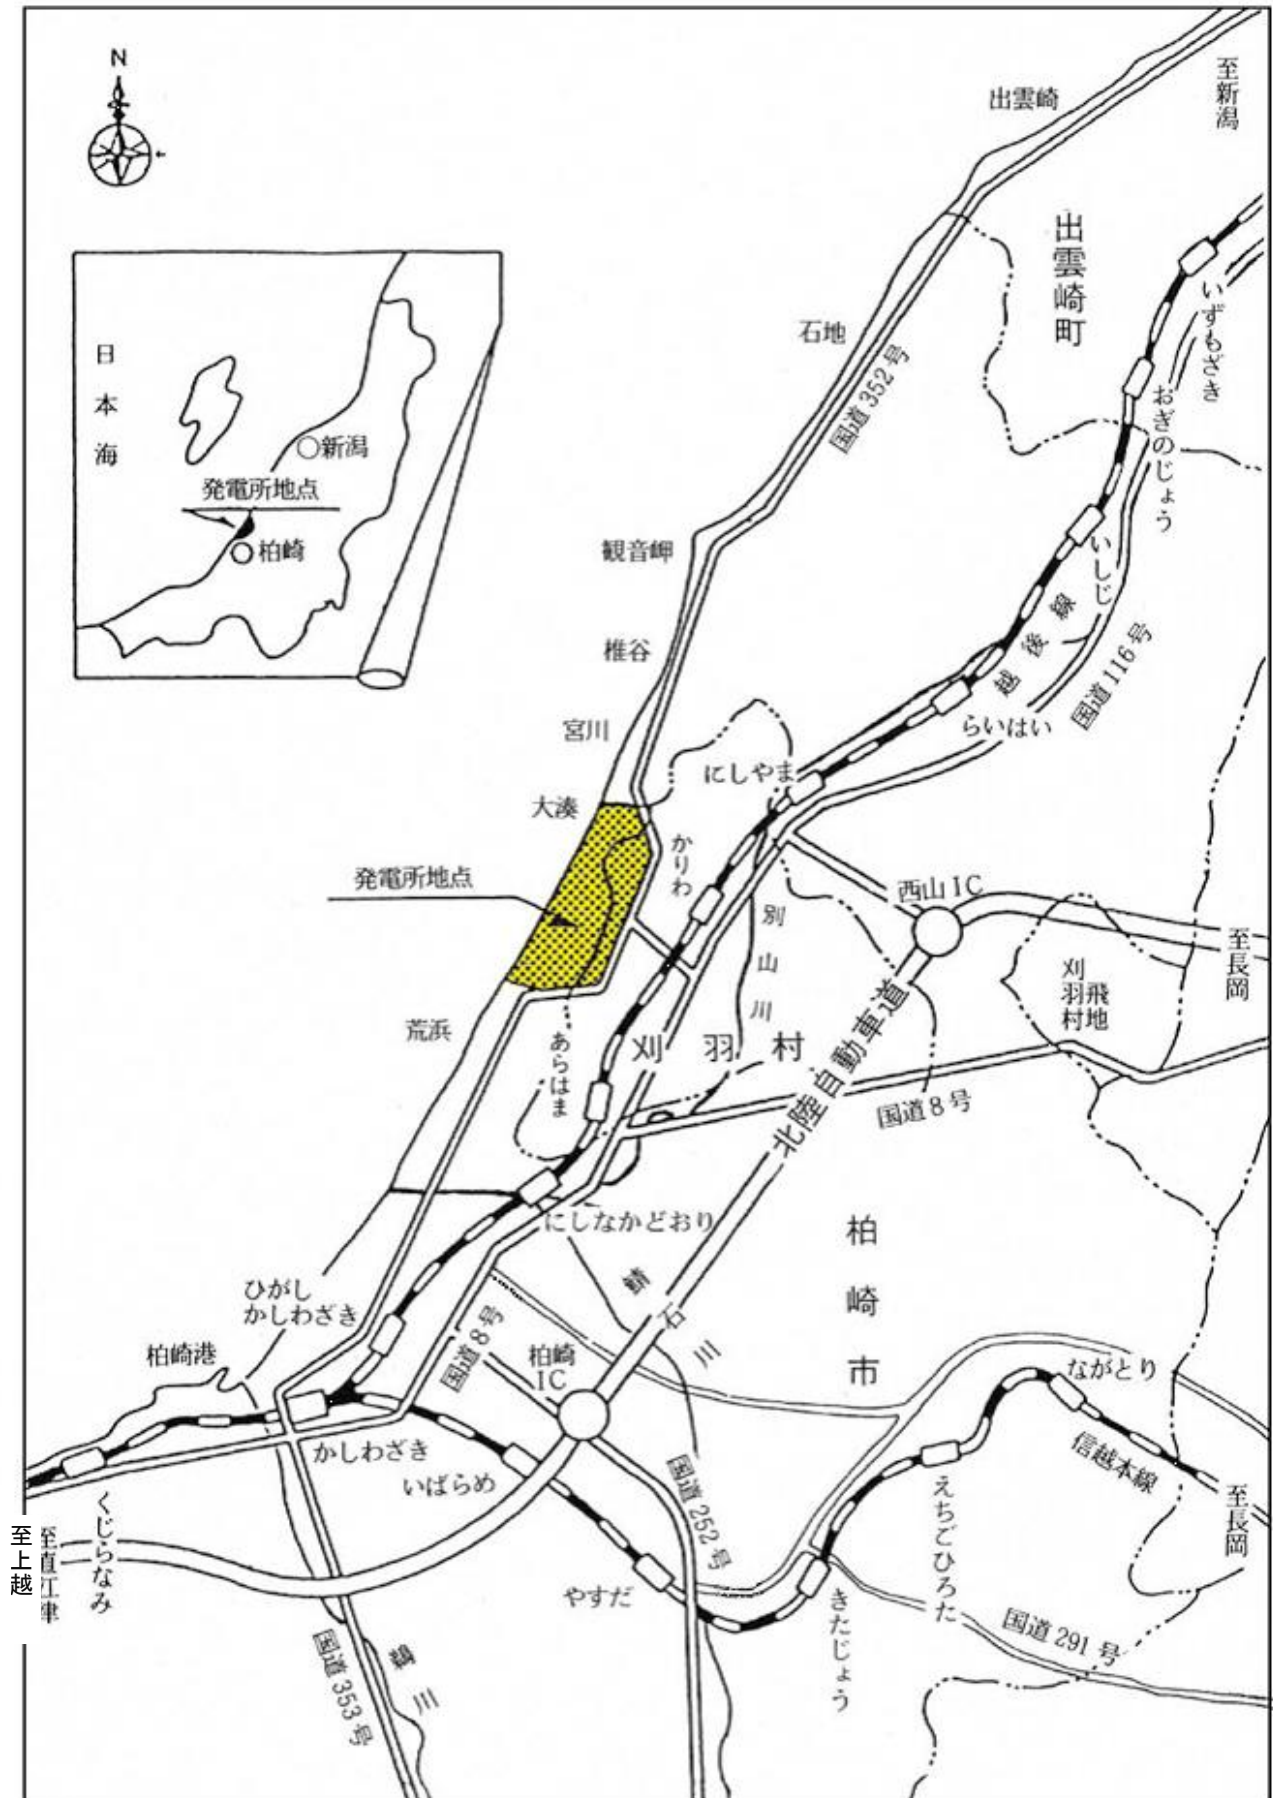 N
至新潟
出雲崎
出雲崎町
いずもざき
石地
国道352号
おぎのじょう
日本海
新潟
発電所地点
柏崎
観音岬
いしじ
越後線
国道116号
椎谷
らいはい
宮川
にしやま
大湊
かりわ
発電所地点
西山IC
別山川
至長岡
刈羽村
飛地
荒浜
あらはま
刈羽村
北陸自動車道
国道8号
にしなかどおり
柏崎市
鯖石川
ひがし
かしわざき
柏崎港
国道8号
柏崎
IC
ながとり
信越本線
かしわざき
いばらめ
国道252号
えちごひろた
至長岡
くじらなみ
至上越
至直江津
やすだ
きたじょう
国道291号
国道353号
鵜川